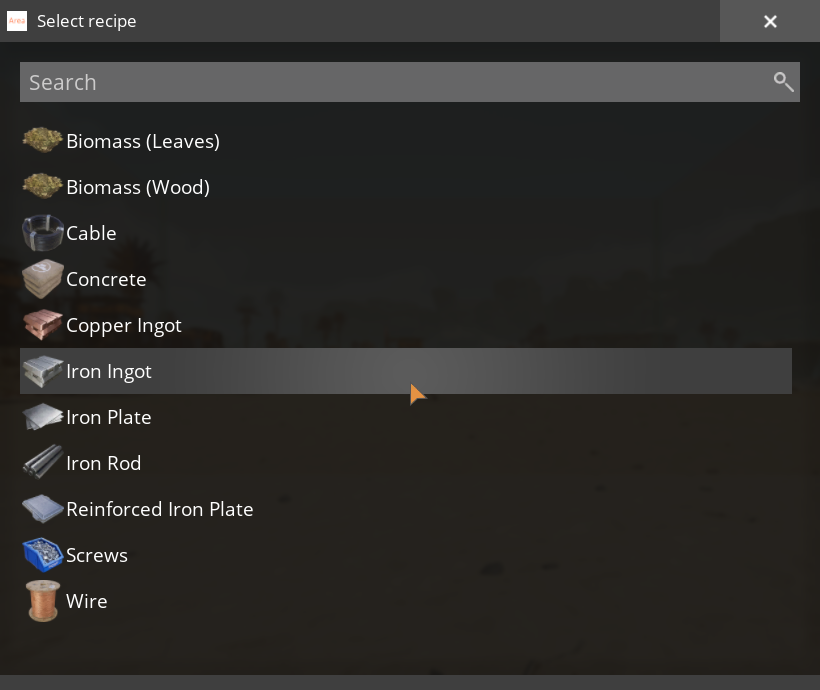 Area
Select recipe
Search
Biomass (Leaves)
Biomass (Wood)
Cable
Concrete
Copper Ingot
Iron Ingot
Iron Plate
Iron Rod
Reinforced Iron Plate
Screws
Wire